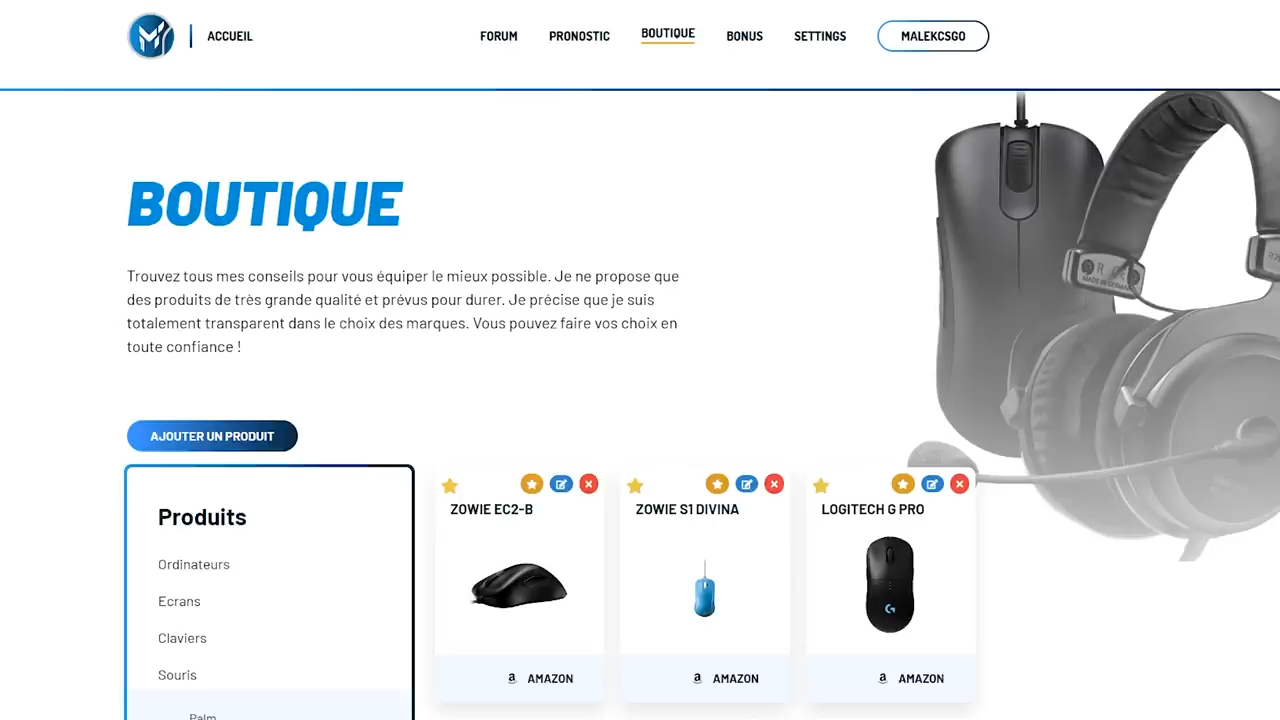 ACCUEIL
FORUM
PRONOSTIC
BOUTIQUE
BONUS
SETTINGS
MALEKCSGO
BOUTIQUE
Trouvez tous mes conseils pour vous équiper le mieux possible. Je ne propose que
des produits de très grande qualité et prévus pour durer. Je précise que je suis
totalement transparent dans le choix des marques. Vous pouvez faire vos choix en
toute confiance !
AJOUTER UN PRODUIT
Produits
Ordinateurs
Ecrans
Claviers
Souris
Palm
ZOWIE EC2-B
AMAZON
ZOWIE S1 DIVINA
AMAZON
LOGITECH G PRO
AMAZON
MADE IN GERMANY